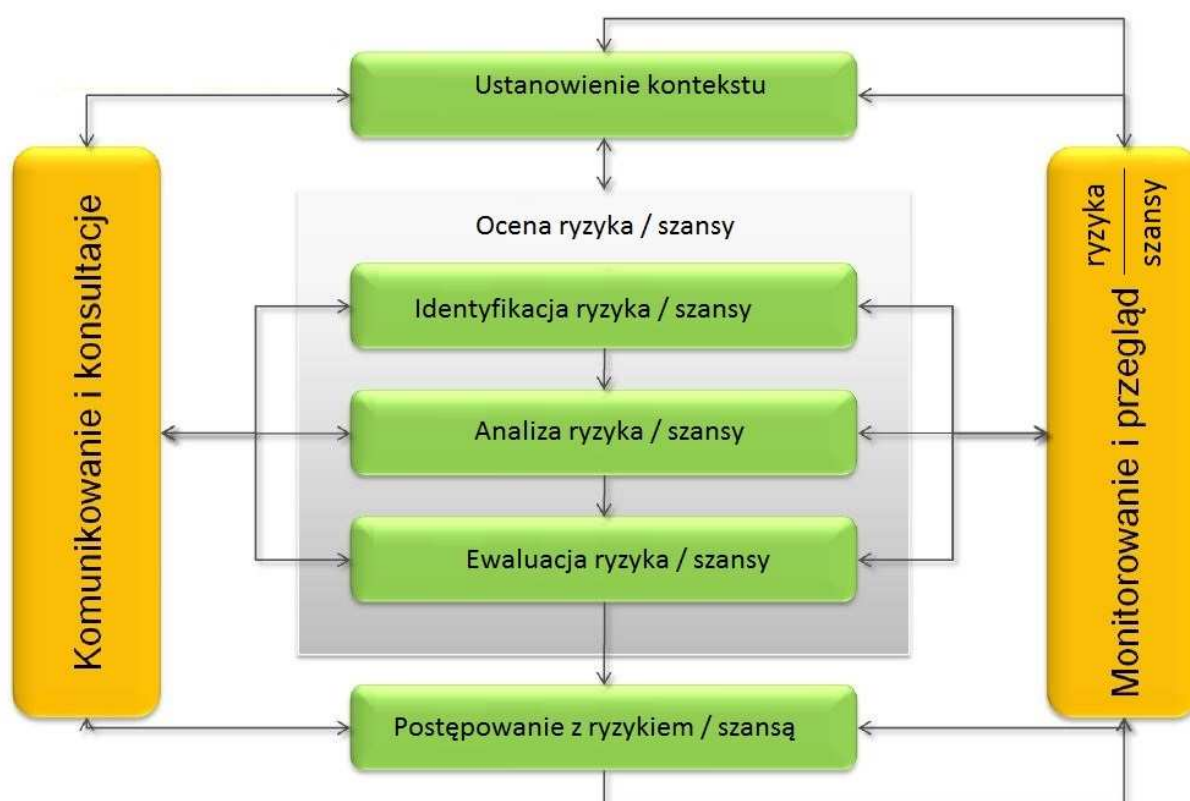 Ustanowienie kontekstu
Komunikowanie i konsultacje
Ocena ryzyka / szansy
Identyfikacja ryzyka / szansy
Analiza ryzyka / szansy
Ewaluacja ryzyka / szansy
Postępowanie z ryzykiem / szansą
Monitorowanie i przegląd
ryzyka
szansy